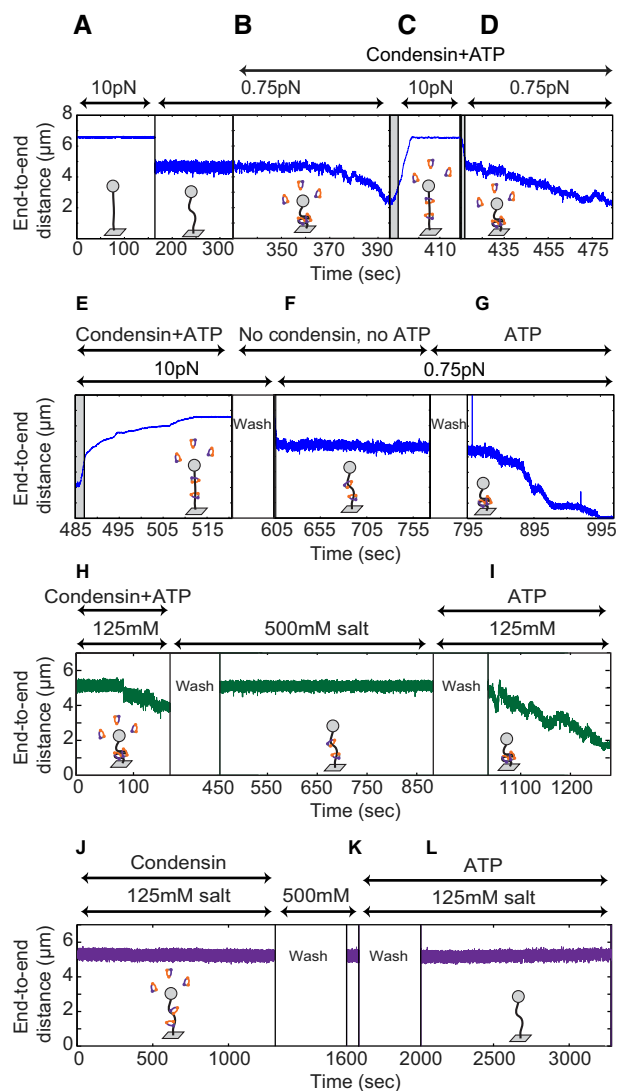 A B C D
Condensin+ATP
10pN 0.75pN 10pN 0.75pN
End-to-end
distance (µm)
8
6
4
2
0 100 200 300 340 360 390 410 435 455 475
Time (sec)
E F G
Condensin+ATP No condensin, no ATP ATP
10pN 0.75pN
End-to-end
distance (µm)
Wash Wash
485 495 505 515 605 655 705 755 795 895 995
Time (sec)
H I
Condensin+ATP ATP
125mM 500mM salt 125mM
End-to-end
distance (µm)
6
4
2
0
Wash Wash
0 100 450 550 650 750 850 1100 1200
Time (sec)
J K L
Condensin ATP
125mM salt 500mM 125mM salt
End-to-end
distance (µm)
6
5
4
3
2
1
0
Wash Wash
0 500 1000 1600 2000 2500 3000
Time (sec)